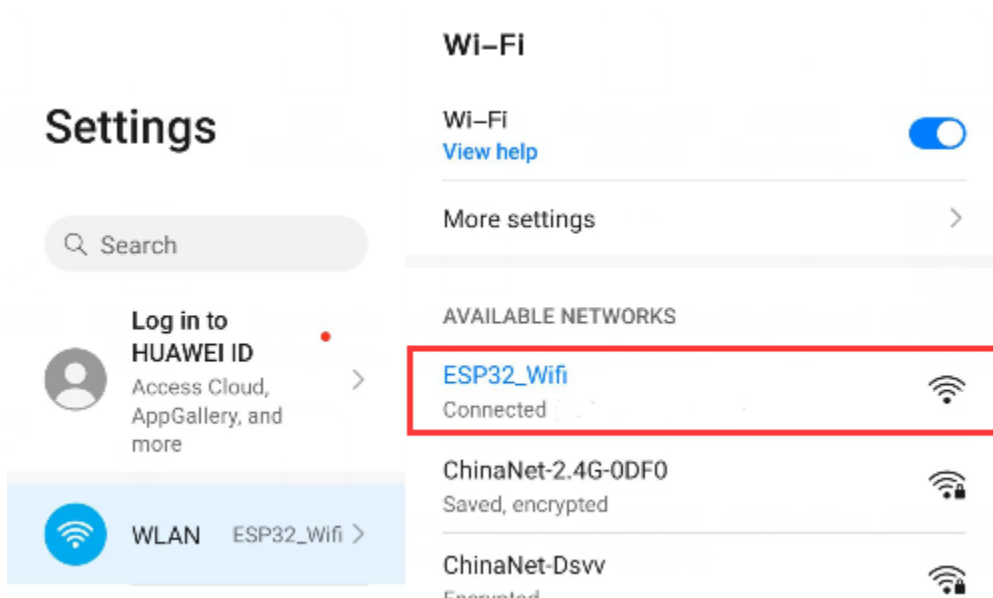 Settings
Search
Log in to
HUAWEI ID
Access Cloud,
AppGallery, and
more
WLAN ESP32_Wifi
Wi–Fi
Wi–Fi
View help
More settings
AVAILABLE NETWORKS
ESP32_Wifi
Connected
ChinaNet-2.4G-0DF0
Saved, encrypted
ChinaNet-Dsvv
Encrypted